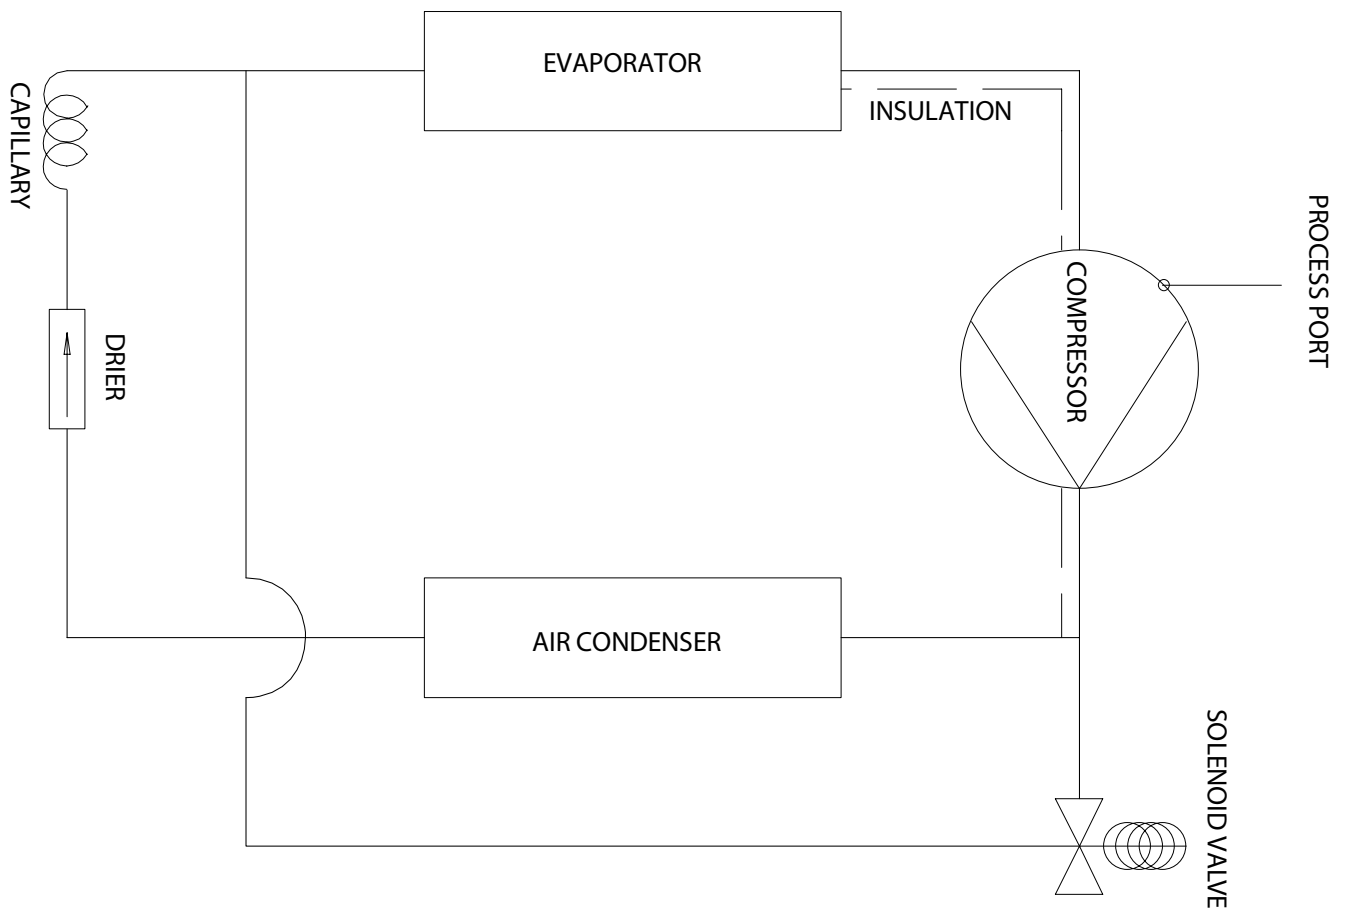 EVAPORATOR
CAPILLARY
INSULATION
PROCESS PORT
COMPRESSOR
DRIER
AIR CONDENSER
SOLENOID VALVE